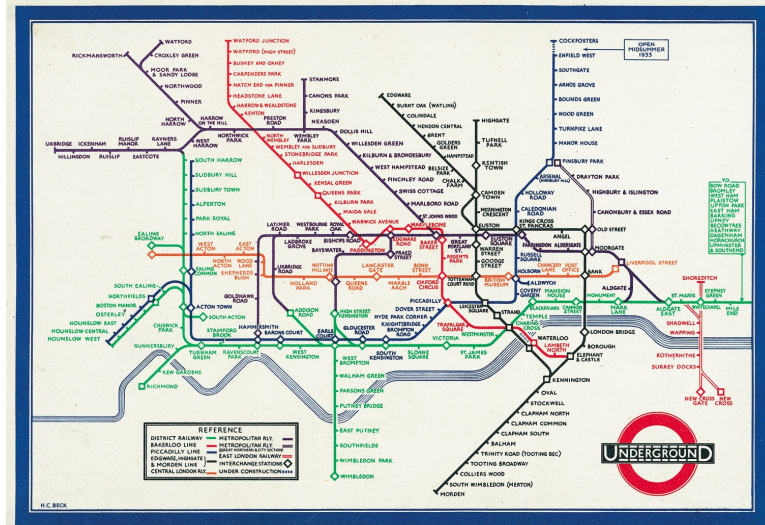 WATFORD
CROXLEY GREEN
RICKMANSWORTH
MOOR PARK
& SANDY LODGE
NORTHWOOD
PINNER
NORTH
HARROW
HARROW
ON THE HILL
WEST
HARROW
UXBRIDGE
ICKENHAM
RUISLIP
MANOR
RAYNERS
LANE
HILLINGDON
RUISLIP
EASTCOTE
NORTHWICK
PARK
PRESTON
ROAD
WEMBLEY
PARK
WATFORD JUNCTION
WATFORD (HIGH STREET)
BUSHEY AND OXHEY
CARPENDERS PARK
HATCH END FOR PINNER
HEADSTONE LANE
HARROW & WEALDSTONE
KENTON
NORTH
WEMBLEY
WEMBLEY FOR SUDBURY
STONEBRIDGE PARK
HARLESDEN
WILLESDEN JUNCTION
KENSAL GREEN
QUEENS PARK
KILBURN PARK
MAIDA VALE
WARWICK AVENUE
PADDINGTON
STANMORE
CANONS PARK
KINGSBURY
NEASDEN
DOLLIS HILL
WILLESDEN GREEN
KILBURN & BRONDESBURY
WEST HAMPSTEAD
FINCHLEY ROAD
SWISS COTTAGE
MARLBORO ROAD
ST. JOHNS WOOD
MARYLEBONE
EDGWARE
BURNT OAK (WATLING)
COLINDALE
HENDON CENTRAL
BRENT
GOLDERS
GREEN
HAMPSTEAD
BELSIZE
PARK
CHALK
FARM
HIGHGATE
TUFNELL
PARK
KENTISH
TOWN
CAMDEN
TOWN
MORNINGTON
CRESCENT
EUSTON
COCKFOSTERS
ENFIELD WEST
SOUTHGATE
ARNOS GROVE
BOUNDS GREEN
WOOD GREEN
TURNPIKE LANE
MANOR HOUSE
FINSBURY PARK
OPEN
MIDSUMMER
1933
DRAYTON PARK
ARSENAL
(HIGHBURY HILL)
HOLLOWAY
ROAD
CALEDONIAN
ROAD
HIGHBURY & ISLINGTON
CANONBURY & ESSEX ROAD
KINGS CROSS
ST. PANCRAS
ANGEL
OLD STREET
MOORGATE
SOUTH HARROW
SUDBURY HILL
SUDBURY TOWN
ALPERTON
PARK ROYAL
NORTH EALING
EALING
BROADWAY
WEST
ACTON
NORTH
ACTON
EAST
ACTON
WOOD
LANE
SHEPHERDS
BUSH
EALING
COMMON
LATIMER
ROAD
LADBROKE
GROVE
WESTBOURNE
PARK
ROYAL
OAK
BISHOPS ROAD
BAYSWATER
EDGWARE
ROAD
PRAED
STREET
BAKER
STREET
GREAT
PORTLAND
ST.
REGENTS
PARK
EUSTON
SQUARE
WARREN
STREET
GOODGE
STREET
RUSSELL
SQUARE
FARRINGDON
ALDERSGATE
UXBRIDGE
ROAD
HOLLAND
PARK
NOTTING
HILL GATE
QUEENS
ROAD
LANCASTER
GATE
MARBLE
ARCH
BOND
STREET
OXFORD
CIRCUS
TOTTENHAM
COURT ROAD
BRITISH
MUSEUM
HOLBORN
CHANCERY
LANE
POST
OFFICE
BANK
LIVERPOOL STREET
ALDWYCH
COVENT
GARDEN
LEICESTER
SQUARE
STRAND
GOLDHAWK
ROAD
ADDISON
ROAD
HIGH STREET
KENSINGTON
SOUTH EALING
NORTHFIELDS
BOSTON MANOR
OSTERLEY
HOUNSLOW EAST
HOUNSLOW CENTRAL
HOUNSLOW WEST
ACTON TOWN
SOUTH ACTON
CHISWICK
PARK
GUNNERSBURY
KEW GARDENS
RICHMOND
TURNHAM
GREEN
STAMFORD
BROOK
RAVENSCOURT
PARK
HAMMERSMITH
BARONS COURT
WEST
KENSINGTON
EARLS
COURT
GLOUCESTER
ROAD
SOUTH
KENSINGTON
KNIGHTSBRIDGE
BROMPTON
ROAD
HYDE PARK CORNER
DOVER STREET
PICCADILLY
TRAFALGAR
SQUARE
SLOANE
SQUARE
VICTORIA
ST. JAMES
PARK
WESTMINSTER
CHARING
CROSS
TEMPLE
BLACKFRIARS
MANSION
HOUSE
CANNON
STREET
MONUMENT
MARK
LANE
ALDGATE
ALDGATE
EAST
ST. MARYS
WHITECHAPEL
STEPNEY
GREEN
MILE
END
TO
BOW ROAD
BROMLEY
WEST HAM
PLAISTOW
UPTON PARK
EAST HAM
BARKING
UPNEY
BECONTREE
HEATHWAY
DAGENHAM
HORNCHURCH
UPMINSTER
& SOUTHEND
SHOREDITCH
SHADWELL
WAPPING
ROTHERHITHE
SURREY DOCKS
NEW CROSS
GATE
NEW
CROSS
WATERLOO
LAMBETH
NORTH
LONDON BRIDGE
BOROUGH
ELEPHANT
& CASTLE
KENNINGTON
OVAL
STOCKWELL
CLAPHAM NORTH
CLAPHAM COMMON
CLAPHAM SOUTH
BALHAM
TRINITY ROAD (TOOTING BEC)
TOOTING BROADWAY
COLLIERS WOOD
SOUTH WIMBLEDON (MERTON)
MORDEN
WEST
BROMPTON
WALHAM GREEN
PARSONS GREEN
PUTNEY BRIDGE
EAST PUTNEY
SOUTHFIELDS
WIMBLEDON PARK
WIMBLEDON
REFERENCE
DISTRICT RAILWAY
BAKERLOO LINE
PICCADILLY LINE
EDGWARE, HIGHGATE
& MORDEN LINE
CENTRAL LONDON RLY.
METROPOLITAN RLY.
METROPOLITAN RLY.
(GREAT NORTHERN & CITY SECTION)
EAST LONDON RAILWAY
INTERCHANGE STATIONS
UNDER CONSTRUCTION
UNDERGROUND
H.C. BECK